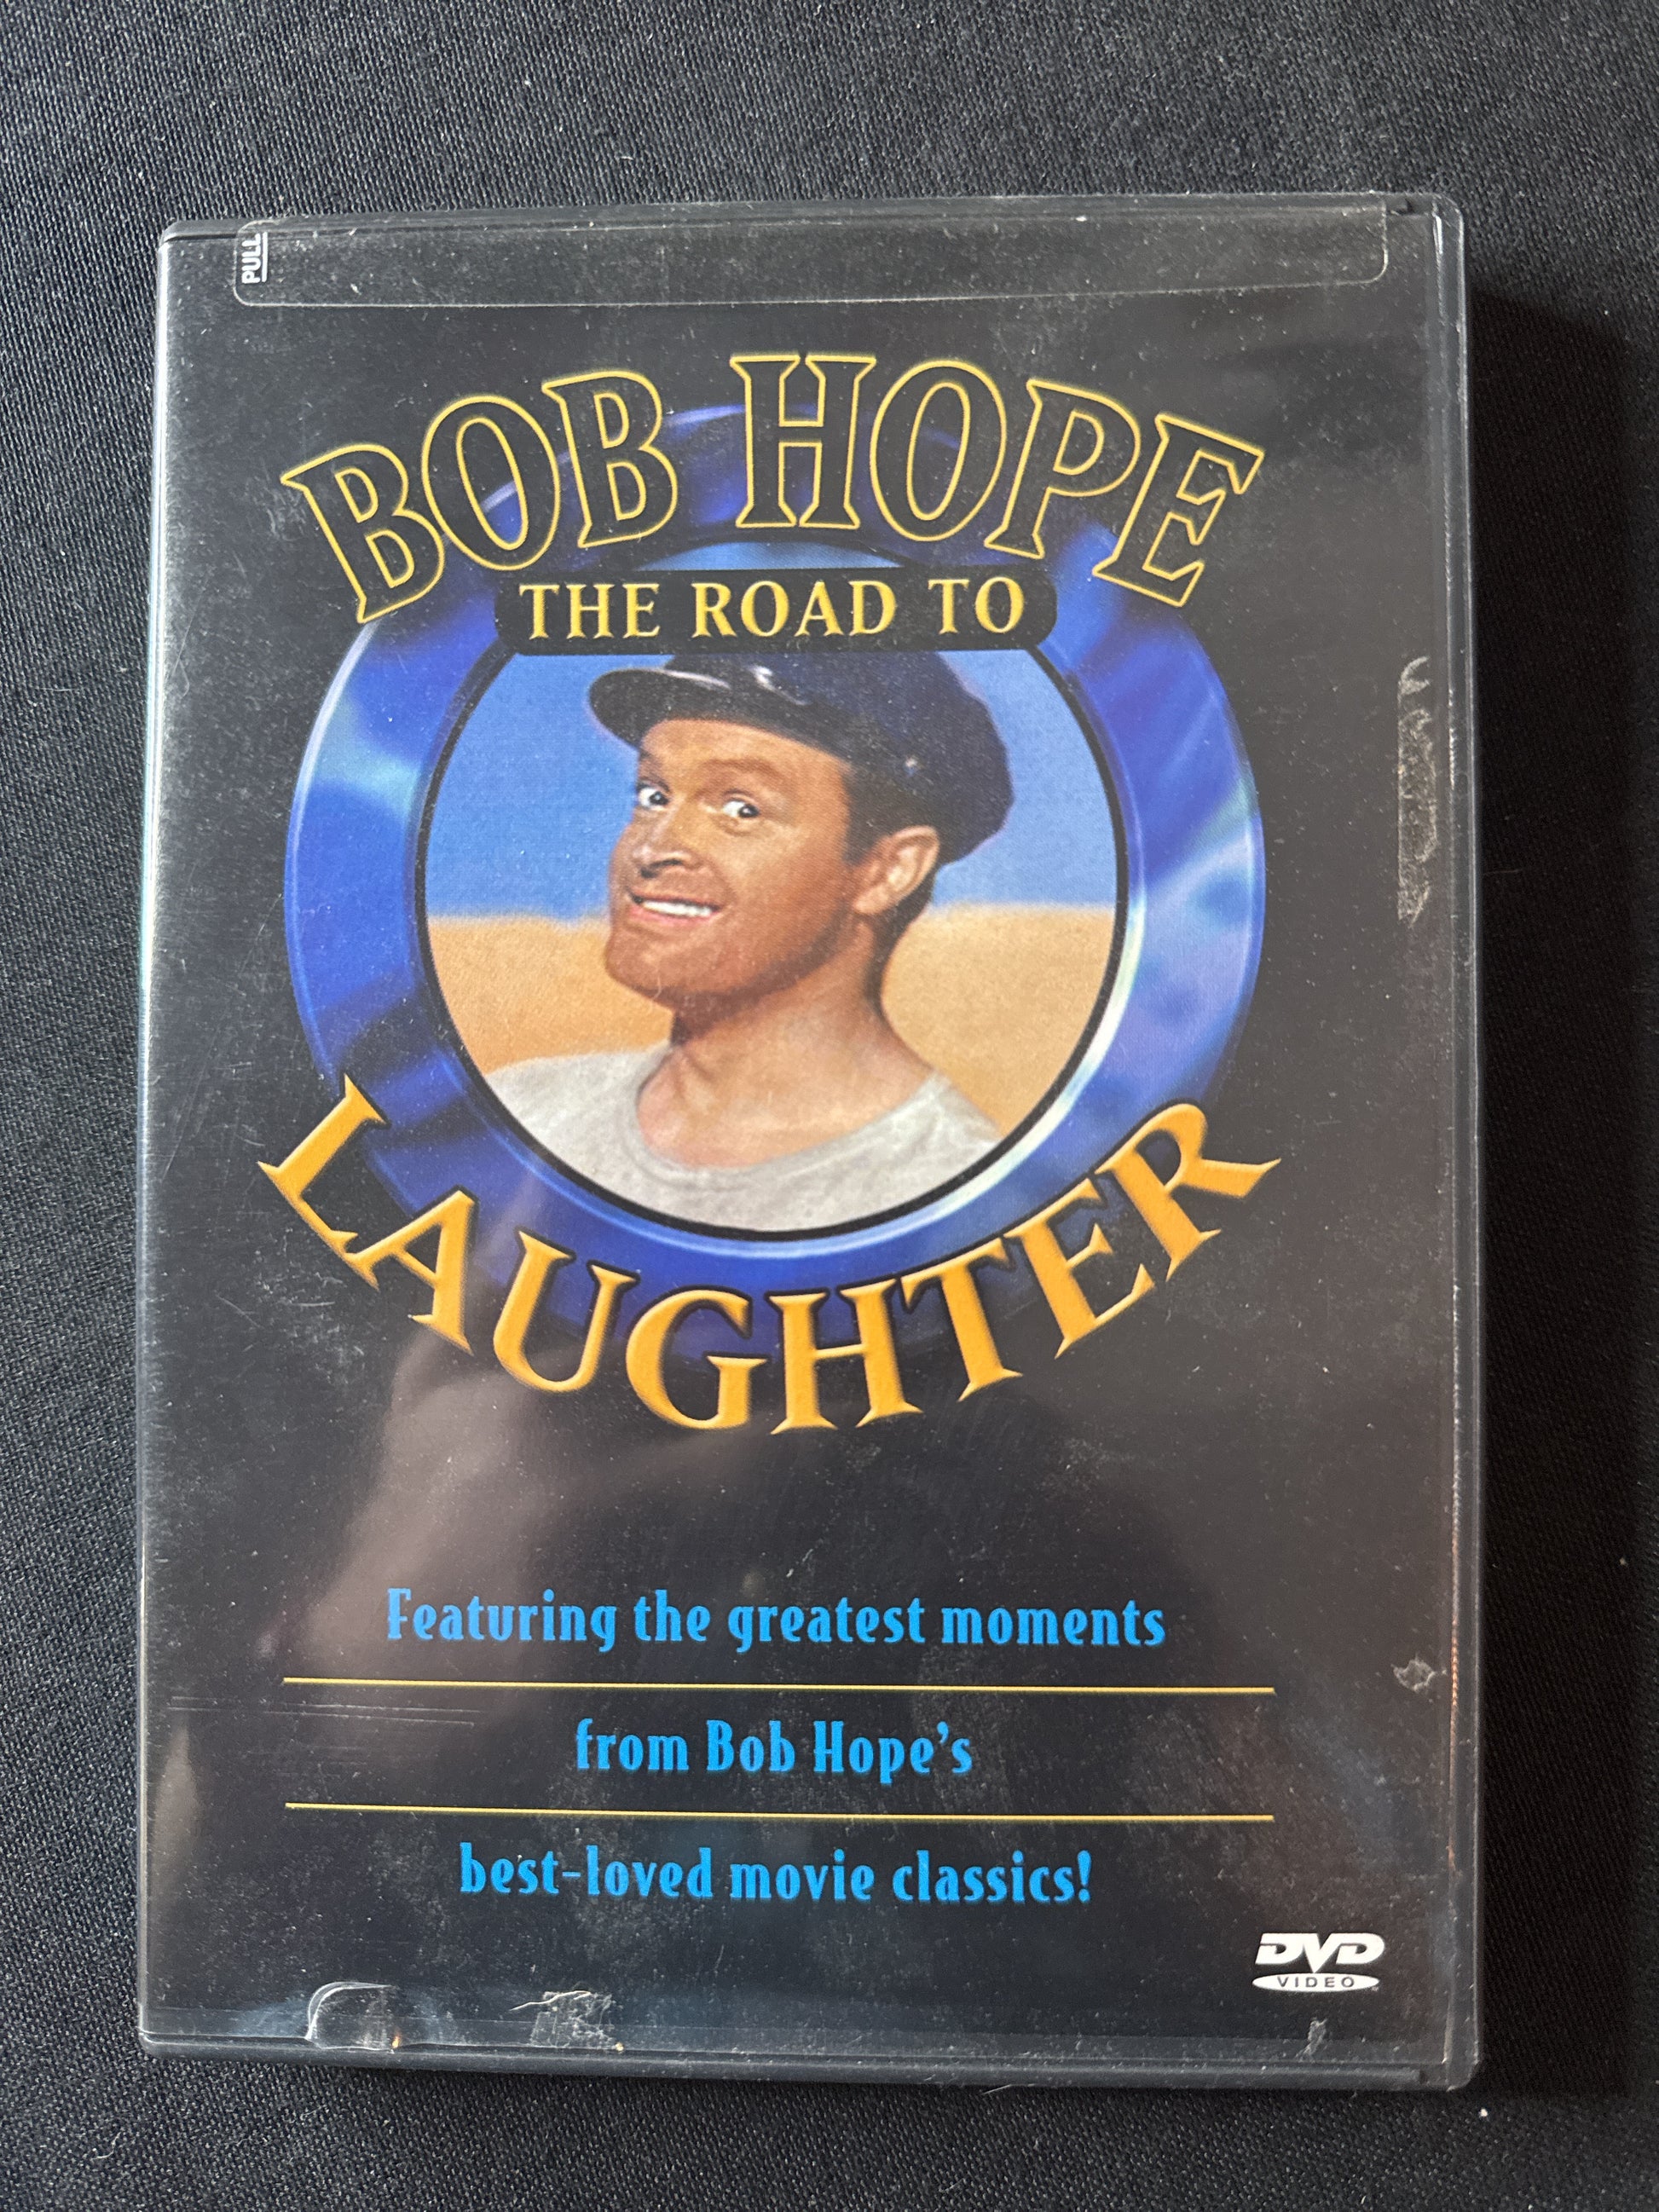 PULL
BOB HOPE
THE ROAD TO
LAUGHTER
Featuring the greatest moments
from Bob Hope's
best-loved movie classics!
DVD
VIDEO